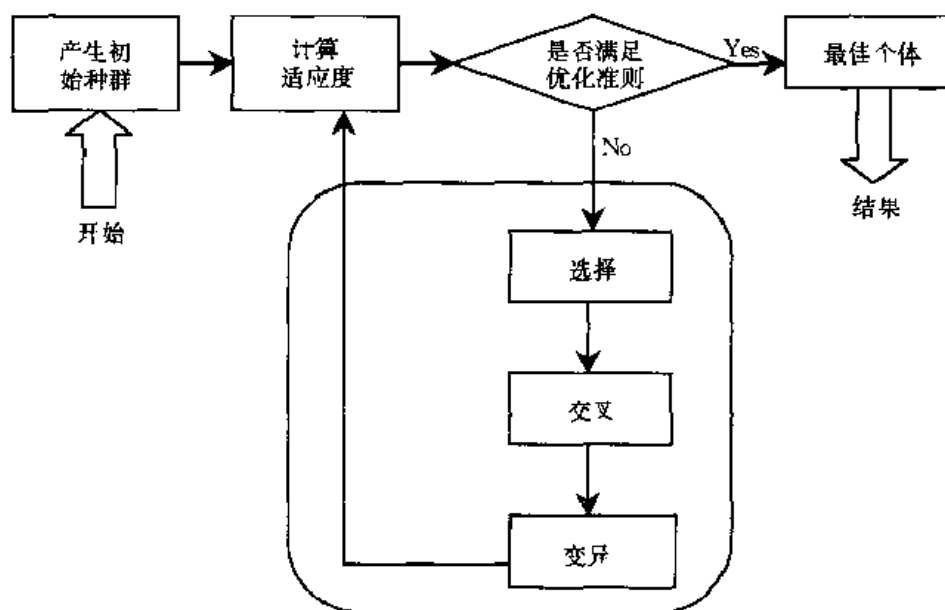 产生初
始种群
计算
适应度
是否满足
优化准则
Yes
最佳个体
No
开始
结果
选择
交叉
变异